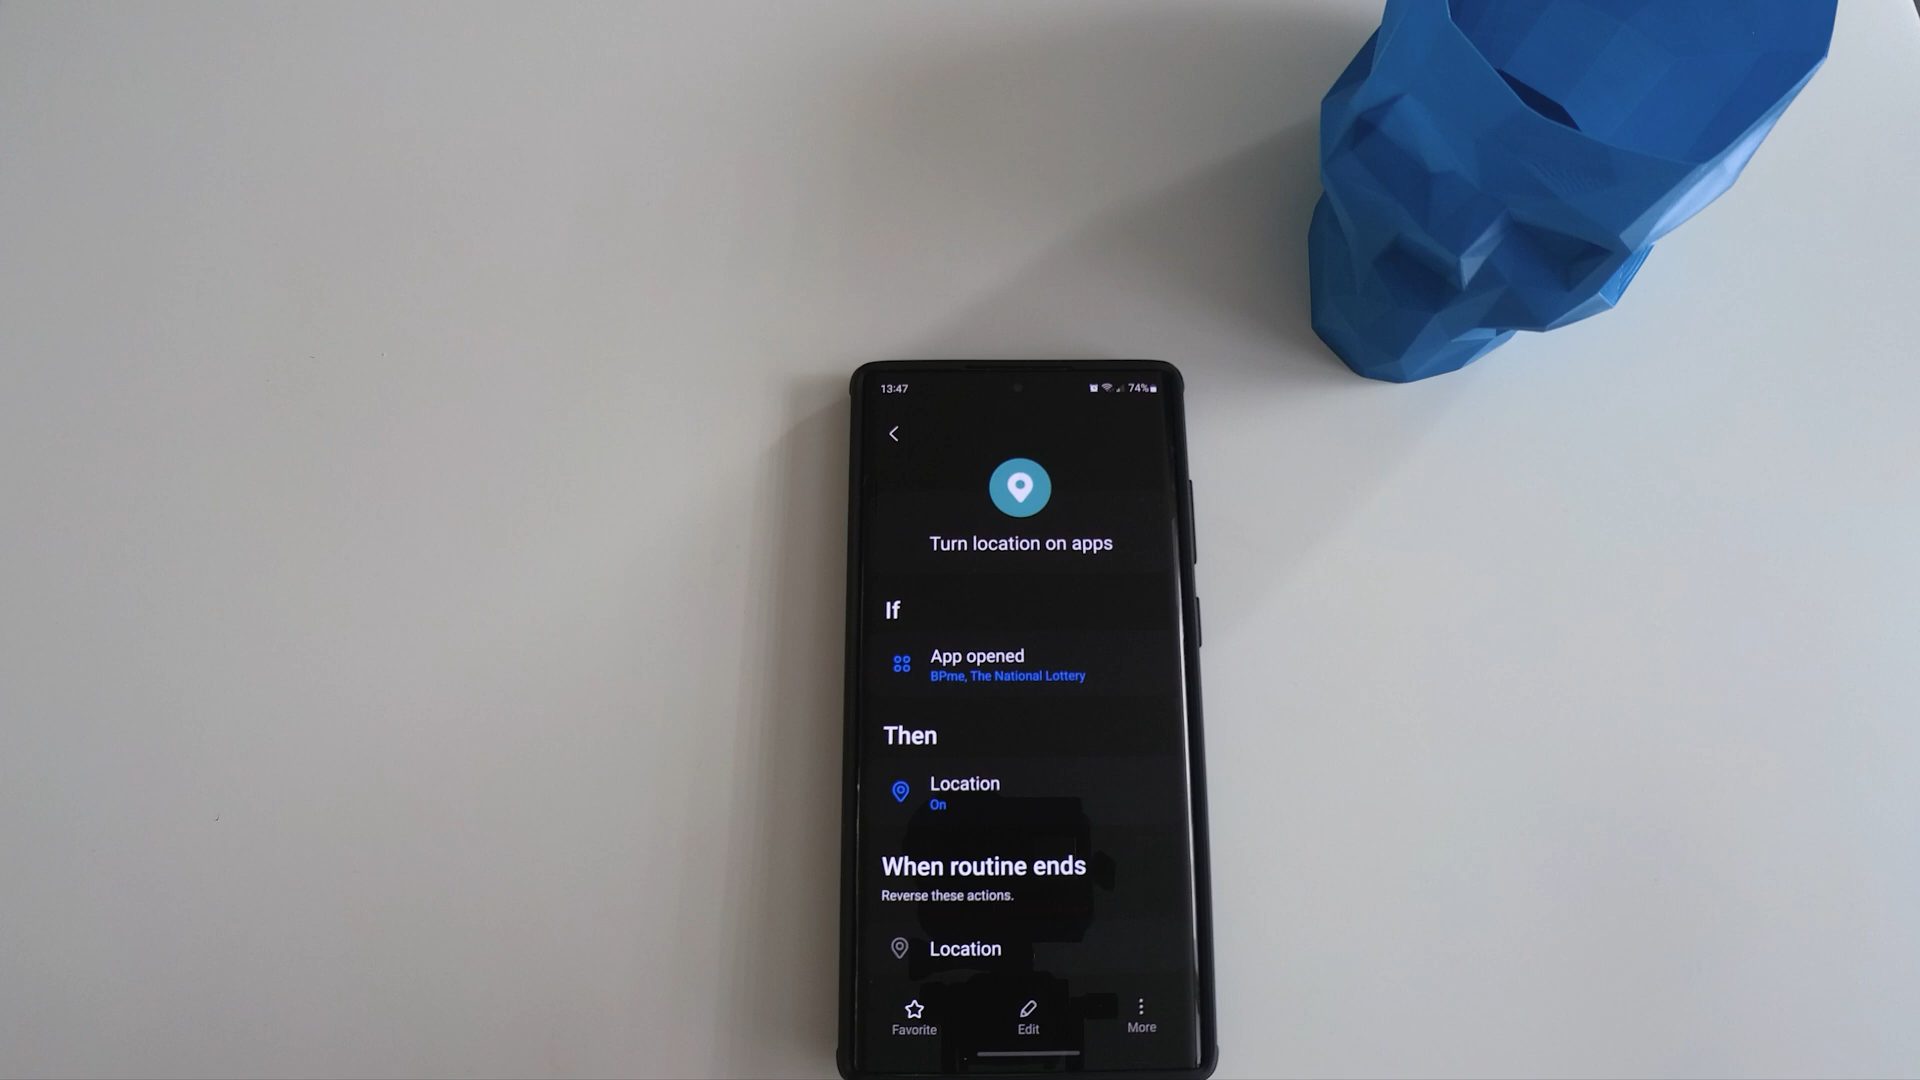 13:47
74%
Turn location on apps
If
App opened
BPme, The National Lottery
Then
Location
On
When routine ends
Reverse these actions.
Location
Favorite
Edit
More